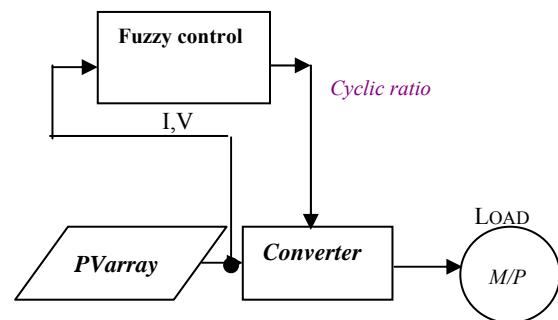 Fuzzy control
Cyclic ratio
I,V
LOAD
PVarray
Converter
M/P